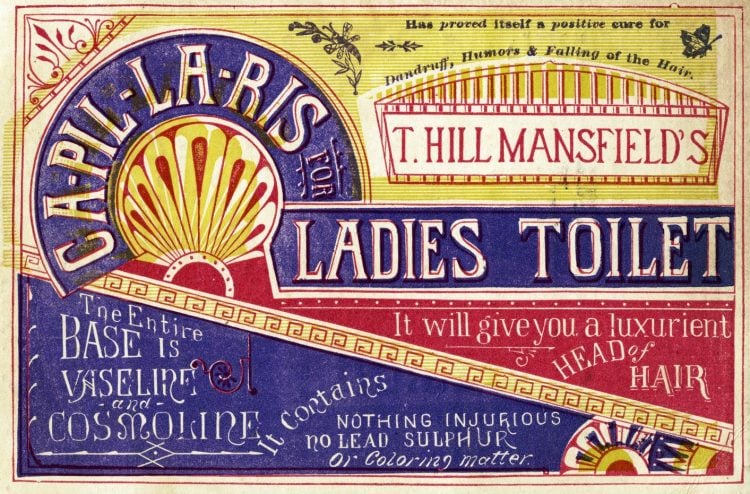 Has proved itself a positive cure for
Dandruff, Humors & Falling of the Hair.
T. HILL MANSFIELD'S
CA-PIL-LA-RIS
FOR
LADIES TOILET
The Entire
BASE IS
VASELINE
-and-
COSMOLINE
It Contains
NOTHING INJURIOUS
NO LEAD SULPHUR
Or Coloring matter.
It will give you a luxurient
HEAD of
HAIR